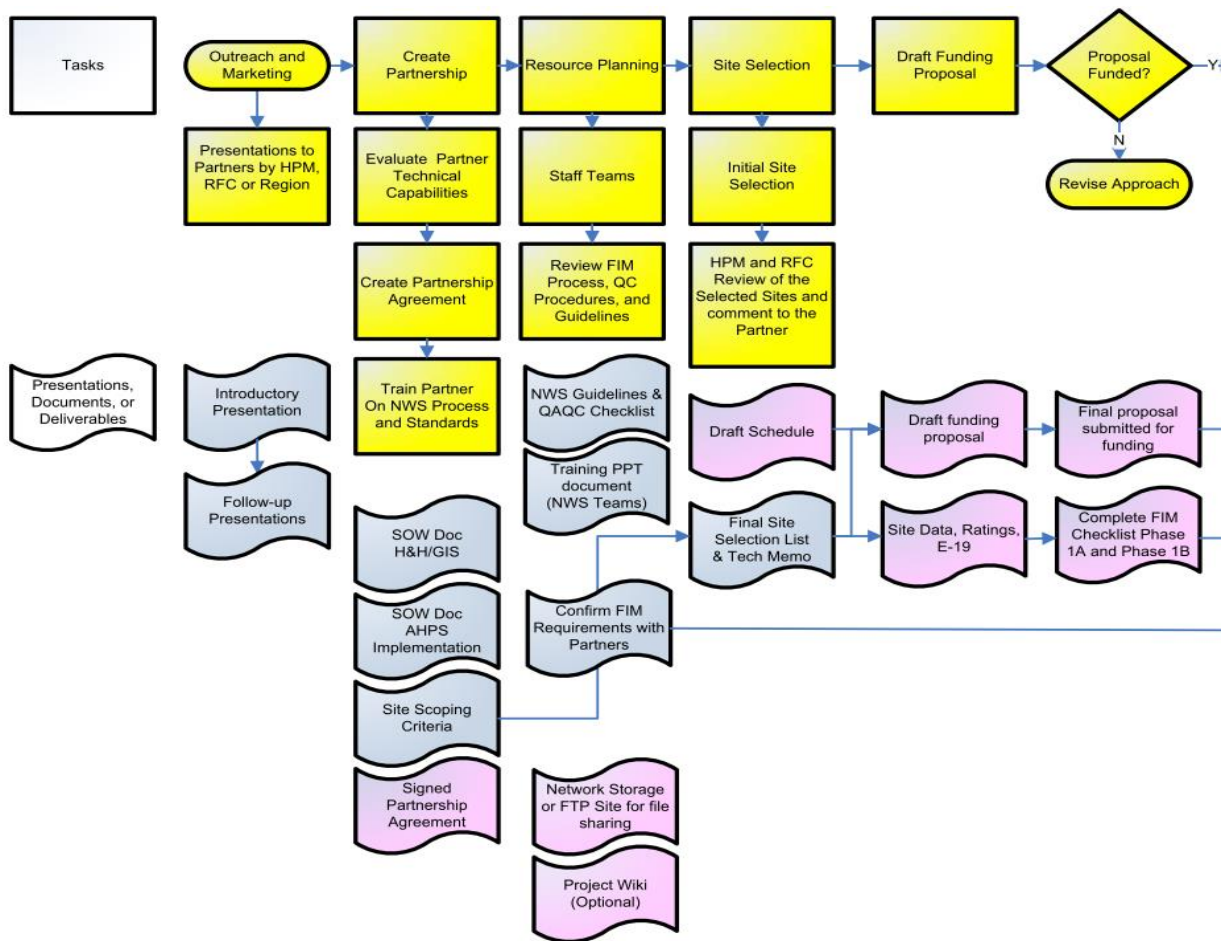 Tasks
Outreach and
Marketing
Create
Partnership
Resource Planning
Site Selection
Draft Funding
Proposal
Proposal
Funded?
Y
N
Revise Approach
Presentations to
Partners by HPM,
RFC or Region
Evaluate Partner
Technical
Capabilities
Staff Teams
Initial Site
Selection
Create Partnership
Agreement
Review FIM
Process, QC
Procedures, and
Guidelines
HPM and RFC
Review of the
Selected Sites and
comment to the
Partner
Train Partner
On NWS Process
and Standards
Presentations,
Documents, or
Deliverables
Introductory
Presentation
Follow-up
Presentations
NWS Guidelines &
QAQC Checklist
Training PPT
document
(NWS Teams)
Draft Schedule
Draft funding
proposal
Final proposal
submitted for
funding
SOW Doc
H&H/GIS
Final Site
Selection List
& Tech Memo
Site Data, Ratings,
E-19
Complete FIM
Checklist Phase
1A and Phase 1B
SOW Doc
AHPS
Implementation
Confirm FIM
Requirements with
Partners
Site Scoping
Criteria
Signed
Partnership
Agreement
Network Storage
or FTP Site for file
sharing
Project Wiki
(Optional)